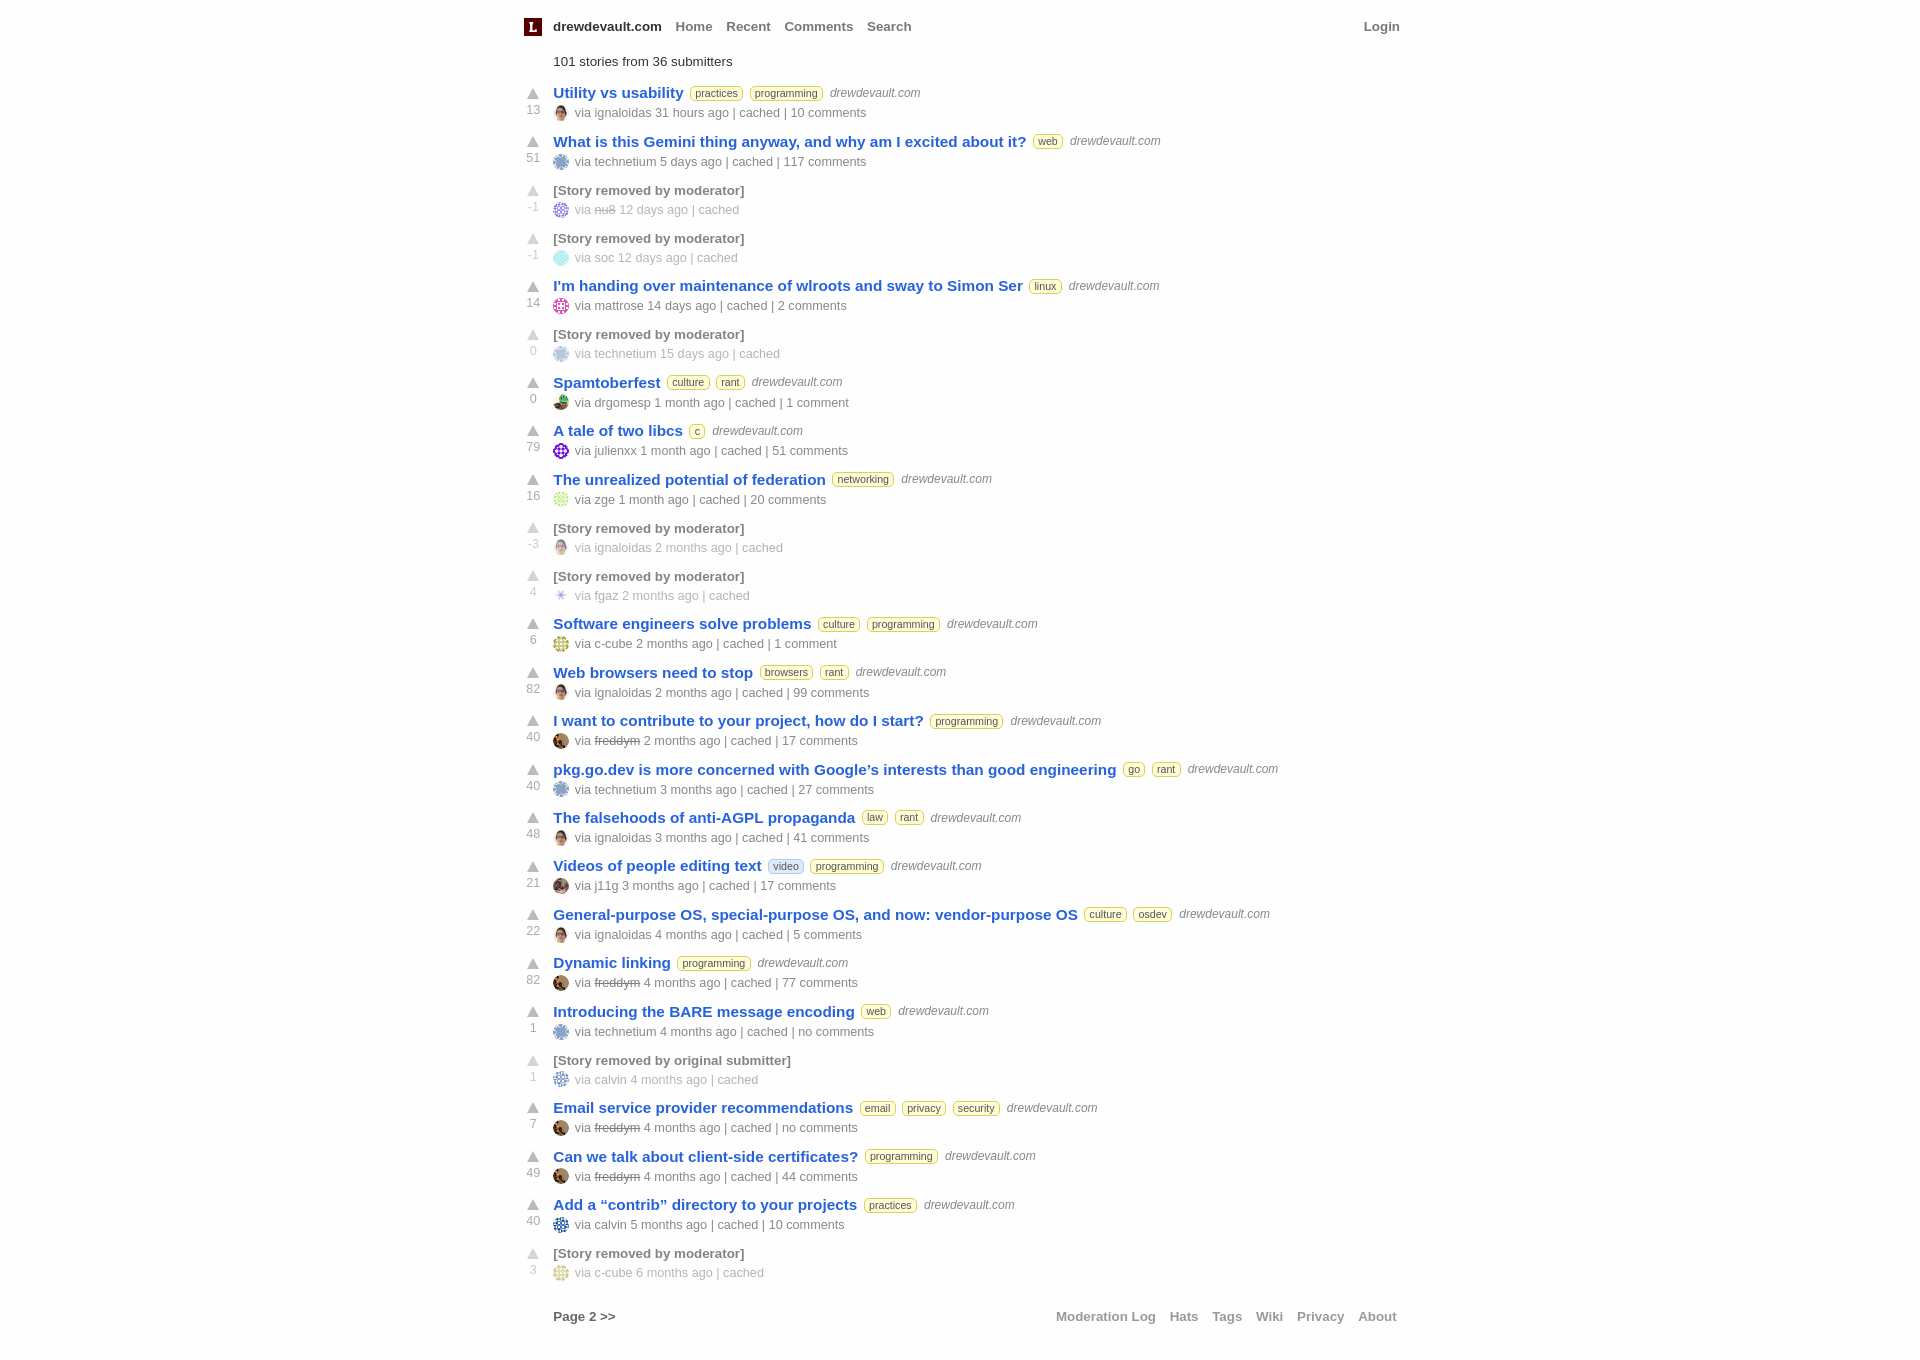 L drewdevault.com Home Recent Comments Search Login
101 stories from 36 submitters
Utility vs usability practices programming drewdevault.com
13 via ignaloidas 31 hours ago | cached | 10 comments
What is this Gemini thing anyway, and why am I excited about it? web drewdevault.com
51 via technetium 5 days ago | cached | 117 comments
[Story removed by moderator]
-1 via nu8 12 days ago | cached
[Story removed by moderator]
-1 via soc 12 days ago | cached
I'm handing over maintenance of wlroots and sway to Simon Ser linux drewdevault.com
14 via mattrose 14 days ago | cached | 2 comments
[Story removed by moderator]
0 via technetium 15 days ago | cached
Spamtoberfest culture rant drewdevault.com
0 via drgomesp 1 month ago | cached | 1 comment
A tale of two libcs c drewdevault.com
79 via julienxx 1 month ago | cached | 51 comments
The unrealized potential of federation networking drewdevault.com
16 via zge 1 month ago | cached | 20 comments
[Story removed by moderator]
-3 via ignaloidas 2 months ago | cached
[Story removed by moderator]
4 via fgaz 2 months ago | cached
Software engineers solve problems culture programming drewdevault.com
6 via c-cube 2 months ago | cached | 1 comment
Web browsers need to stop browsers rant drewdevault.com
82 via ignaloidas 2 months ago | cached | 99 comments
I want to contribute to your project, how do I start? programming drewdevault.com
40 via freddym 2 months ago | cached | 17 comments
pkg.go.dev is more concerned with Google’s interests than good engineering go rant drewdevault.com
40 via technetium 3 months ago | cached | 27 comments
The falsehoods of anti-AGPL propaganda law rant drewdevault.com
48 via ignaloidas 3 months ago | cached | 41 comments
Videos of people editing text video programming drewdevault.com
21 via j11g 3 months ago | cached | 17 comments
General-purpose OS, special-purpose OS, and now: vendor-purpose OS culture osdev drewdevault.com
22 via ignaloidas 4 months ago | cached | 5 comments
Dynamic linking programming drewdevault.com
82 via freddym 4 months ago | cached | 77 comments
Introducing the BARE message encoding web drewdevault.com
1 via technetium 4 months ago | cached | no comments
[Story removed by original submitter]
1 via calvin 4 months ago | cached
Email service provider recommendations email privacy security drewdevault.com
7 via freddym 4 months ago | cached | no comments
Can we talk about client-side certificates? programming drewdevault.com
49 via freddym 4 months ago | cached | 44 comments
Add a “contrib” directory to your projects practices drewdevault.com
40 via calvin 5 months ago | cached | 10 comments
[Story removed by moderator]
3 via c-cube 6 months ago | cached
Page 2 >> Moderation Log Hats Tags Wiki Privacy About